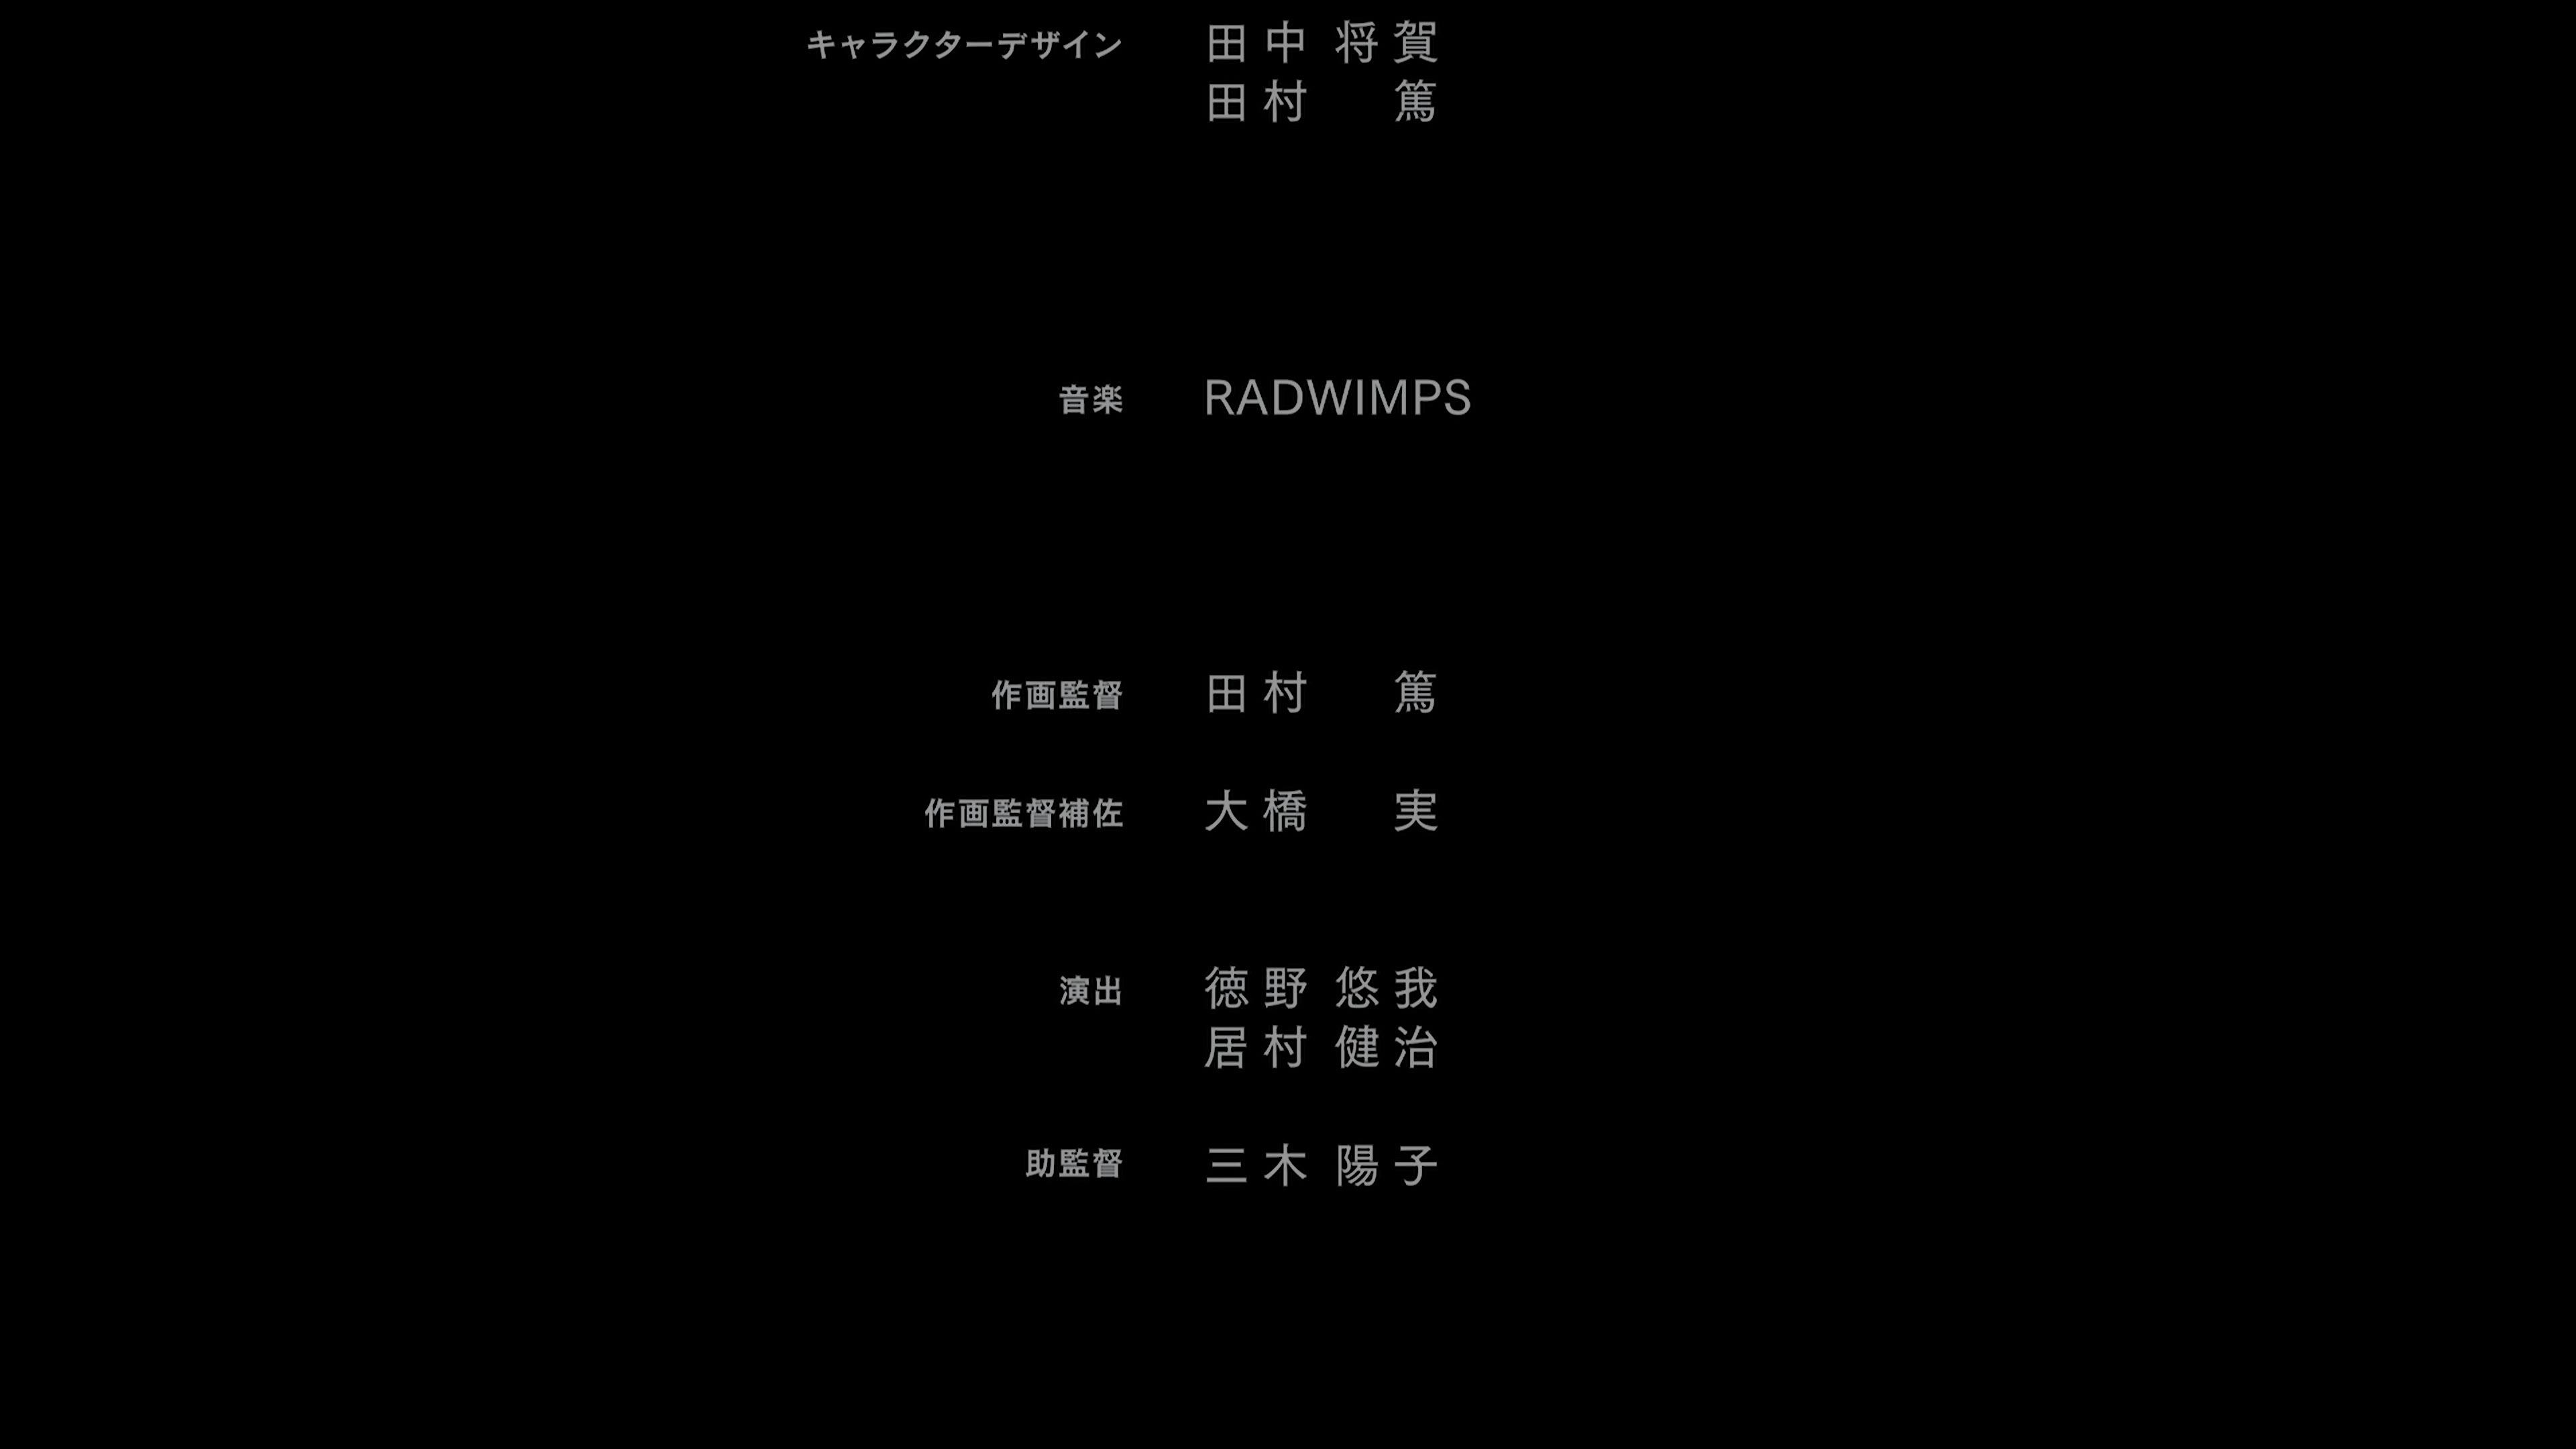 キャラクターデザイン 田中 将賀
田村 篤
音楽 RADWIMPS
作画監督 田村 篤
作画監督補佐 大橋 実
演出 徳野 悠我
居村 健治
助監督 三木 陽子